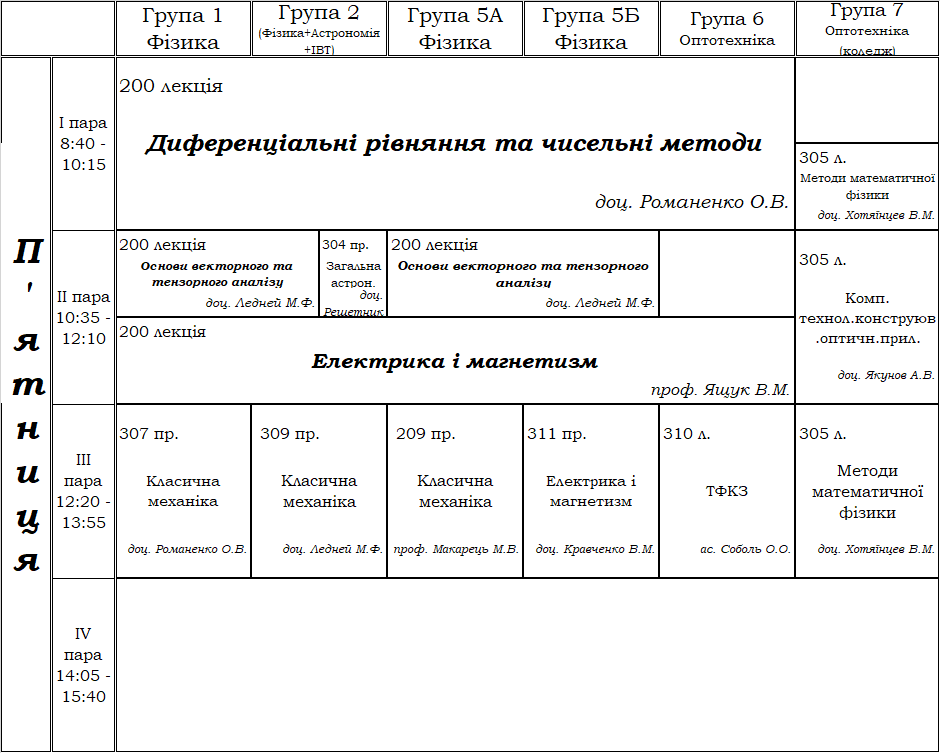 Група 1
Фізика
Група 2
(Фізика+Астрономія
+ІВТ)
Група 5А
Фізика
Група 5Б
Фізика
Група 6
Оптотехніка
Група 7
Оптотехніка
(коледж)
П'ятниця
І пара
8:40 -
10:15
200 лекція
Диференціальні рівняння та чисельні методи
доц. Романенко О.В.
305 л.
Методи математичної
фізики
доц. Хотяїнцев В.М.
ІІ пара
10:35 -
12:10
200 лекція
Основи векторного та
тензорного аналізу
доц. Ледней М.Ф.
304 пр.
Загальна
астрон.
доц.
Решетник
200 лекція
Основи векторного та тензорного
аналізу
доц. Ледней М.Ф.
200 лекція
Електрика і магнетизм
проф. Ящук В.М.
305 л.
Комп.
технол.конструюв
.оптичн.прил.
доц. Якунов А.В.
ІІІ
пара
12:20 -
13:55
307 пр.
Класична
механіка
доц. Романенко О.В.
309 пр.
Класична
механіка
доц. Ледней М.Ф.
209 пр.
Класична
механіка
проф. Макарець М.В.
311 пр.
Електрика і
магнетизм
доц. Кравченко В.М.
310 л.
ТФКЗ
ас. Соболь О.О.
305 л.
Методи
математичної
фізики
доц. Хотяїнцев В.М.
IV
пара
14:05 -
15:40